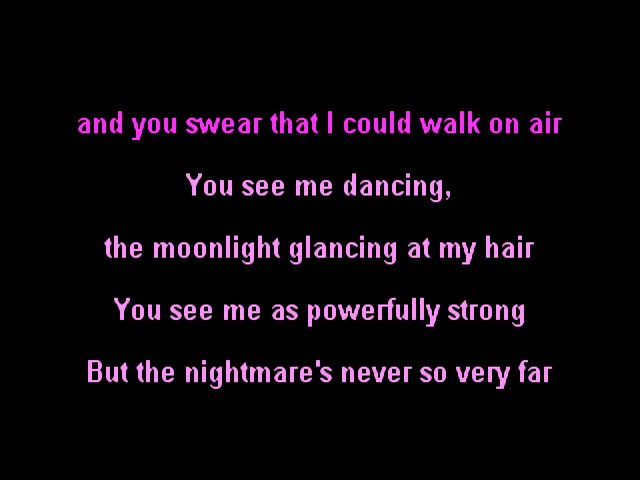 and you swear that I could walk on air
You see me dancing,
the moonlight glancing at my hair
You see me as powerfully strong
But the nightmare's never so very far